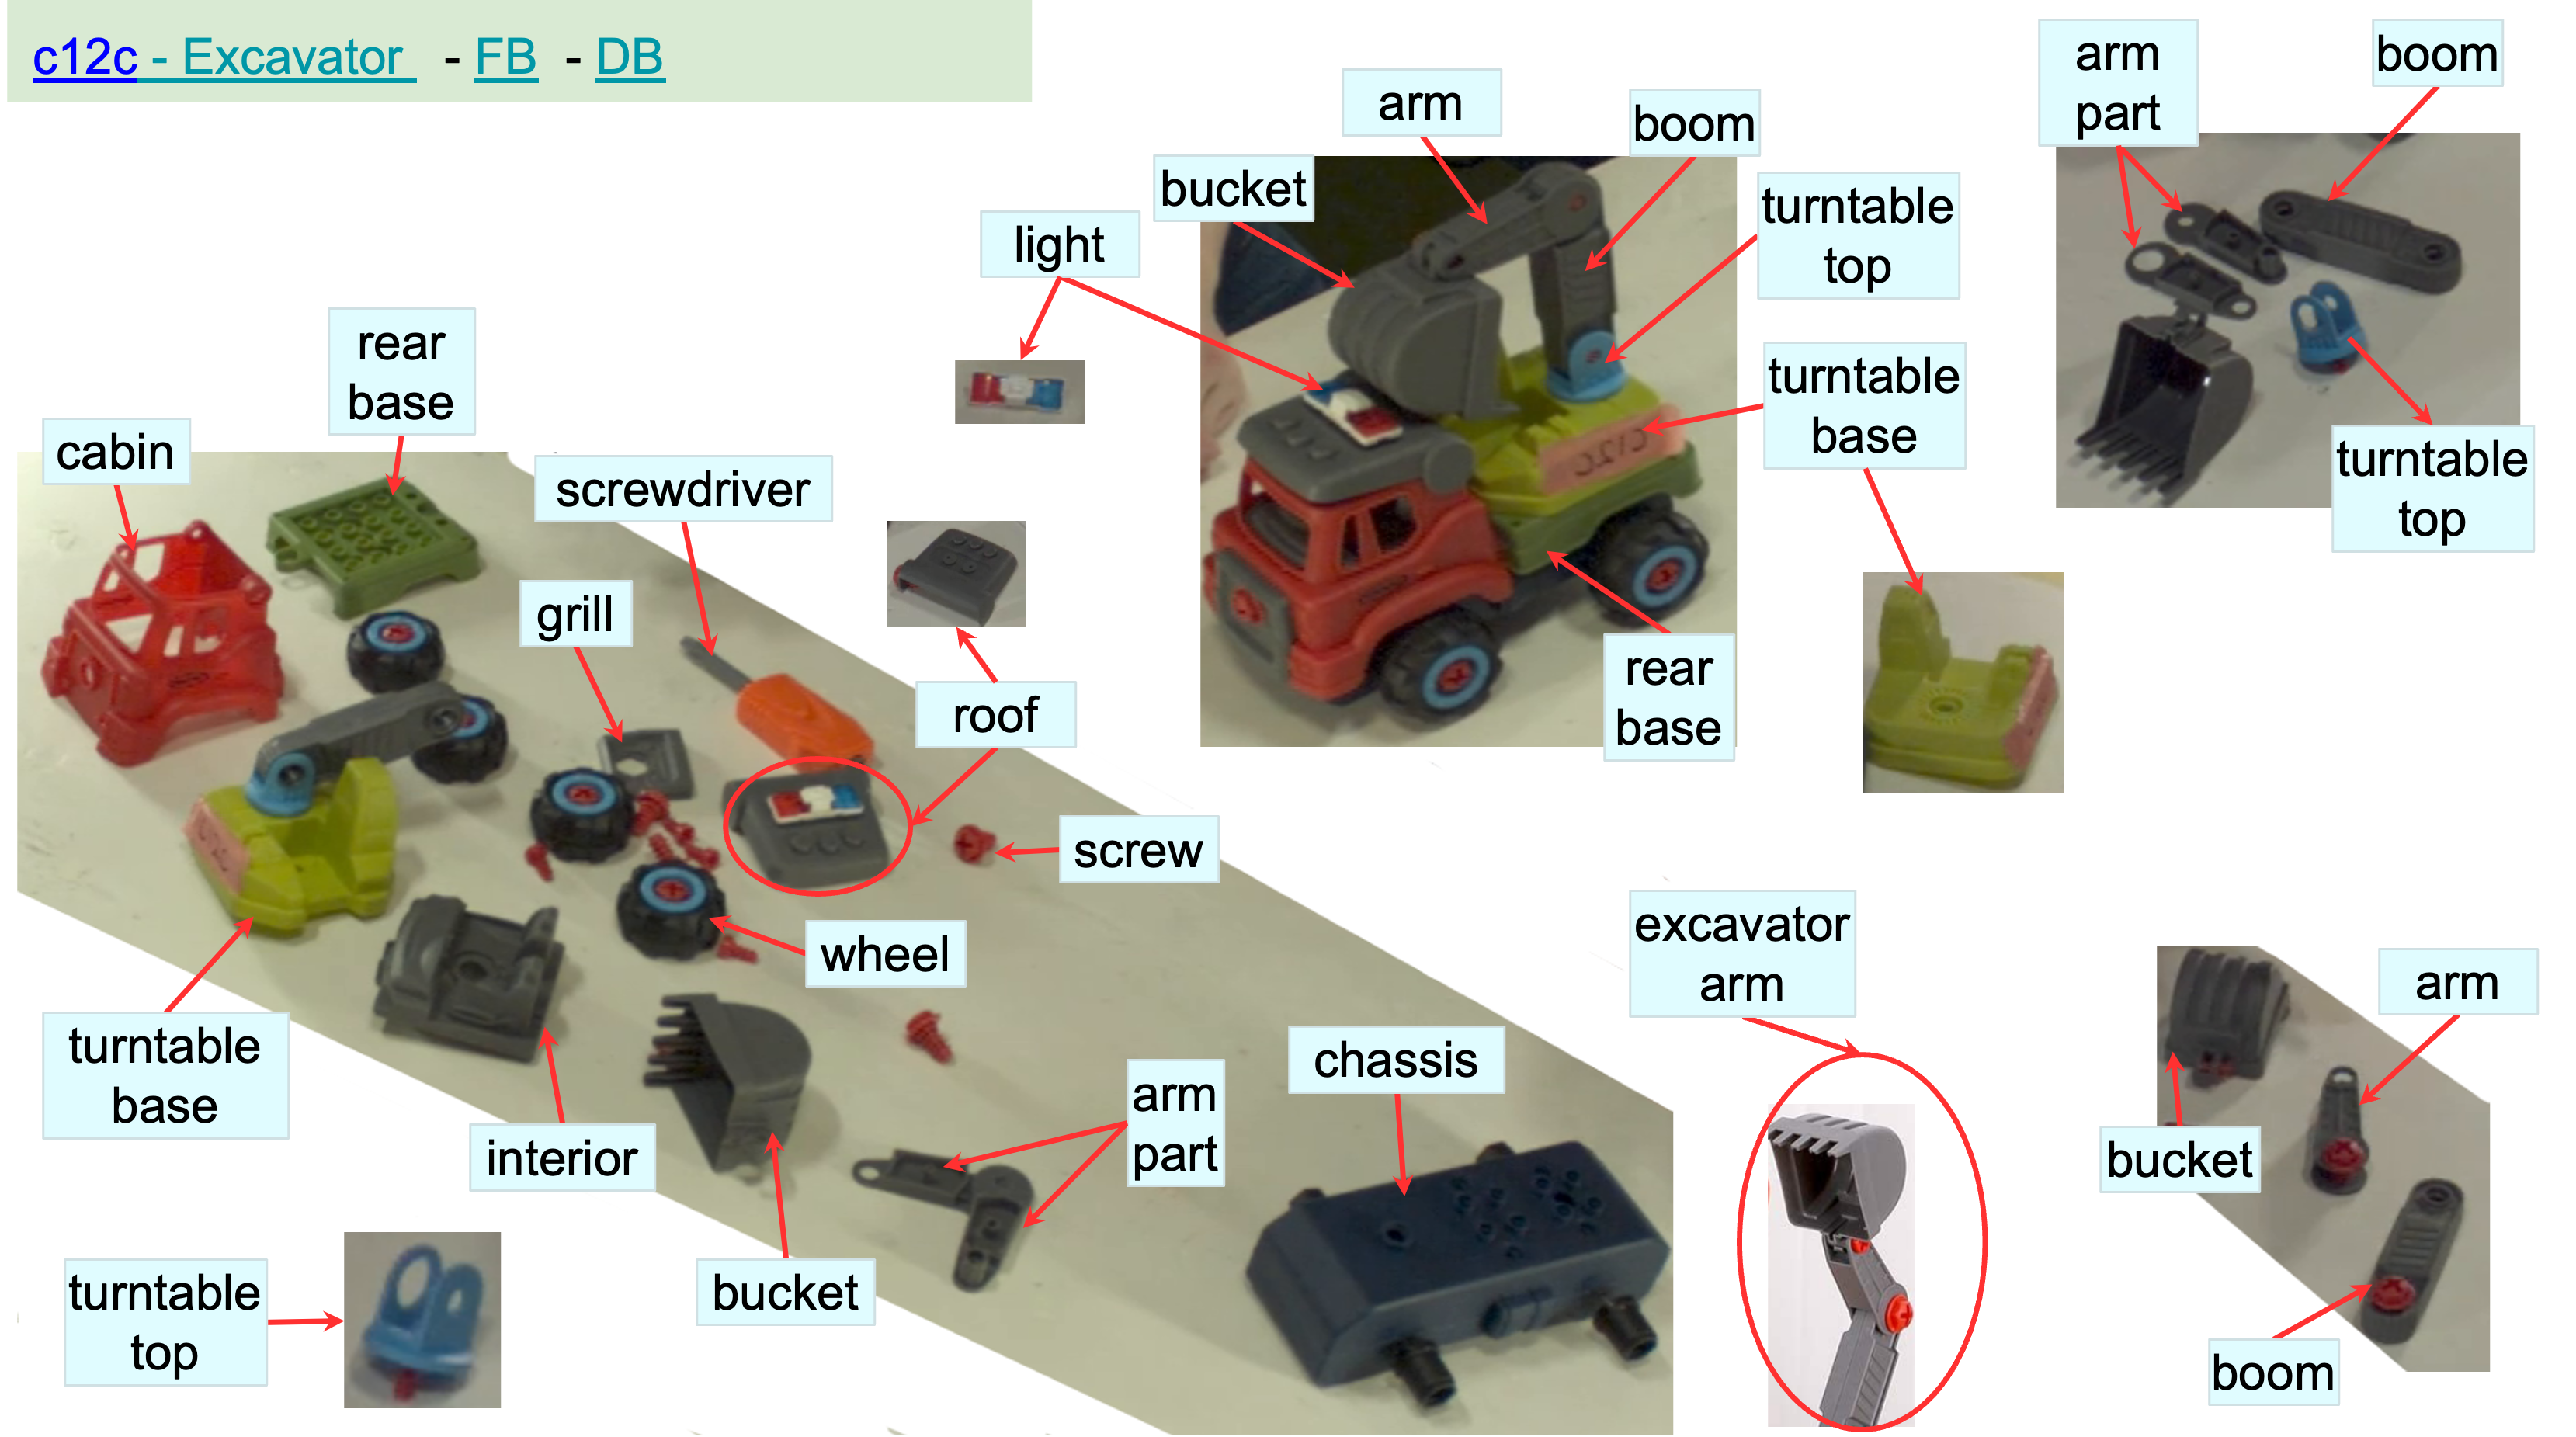 c12c - Excavator - FB - DB
arm
part
boom
arm
boom
bucket
turntable
top
light
rear
base
turntable
base
cabin
screwdriver
turntable
top
grill
rear
base
roof
screw
excavator
arm
wheel
arm
turntable
base
chassis
arm
part
interior
bucket
turntable
top
bucket
boom
C12C